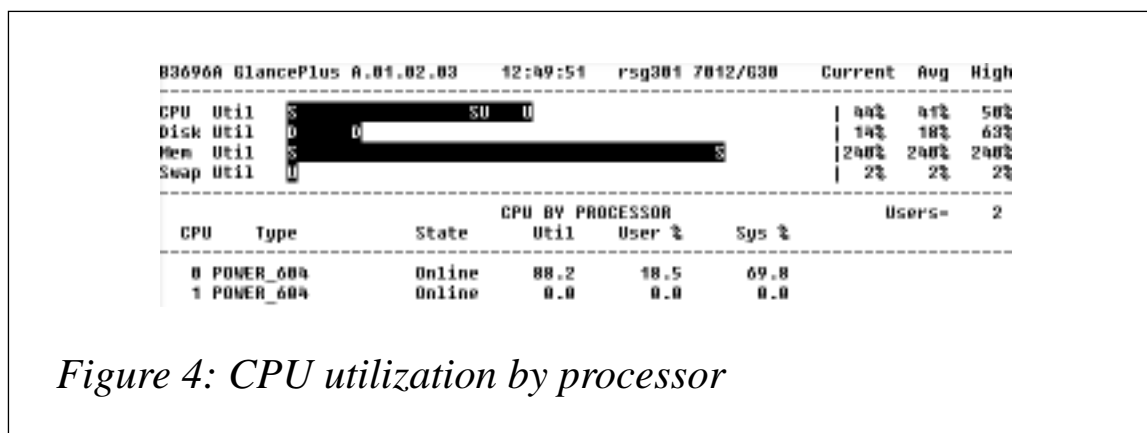 B3696A GlancePlus A.01.02.03 12:49:51 rsg301 7012/G30 Current Avg High
CPU Util S SU U | 44% 41% 50%
Disk Util D D | 14% 18% 63%
Mem Util S S |240% 240% 240%
Swap Util U | 2% 2% 2%
CPU BY PROCESSOR Users= 2
CPU Type State Util User % Sys %
0 POWER_604 Online 88.2 18.5 69.8
1 POWER_604 Online 0.0 0.0 0.0
Figure 4: CPU utilization by processor